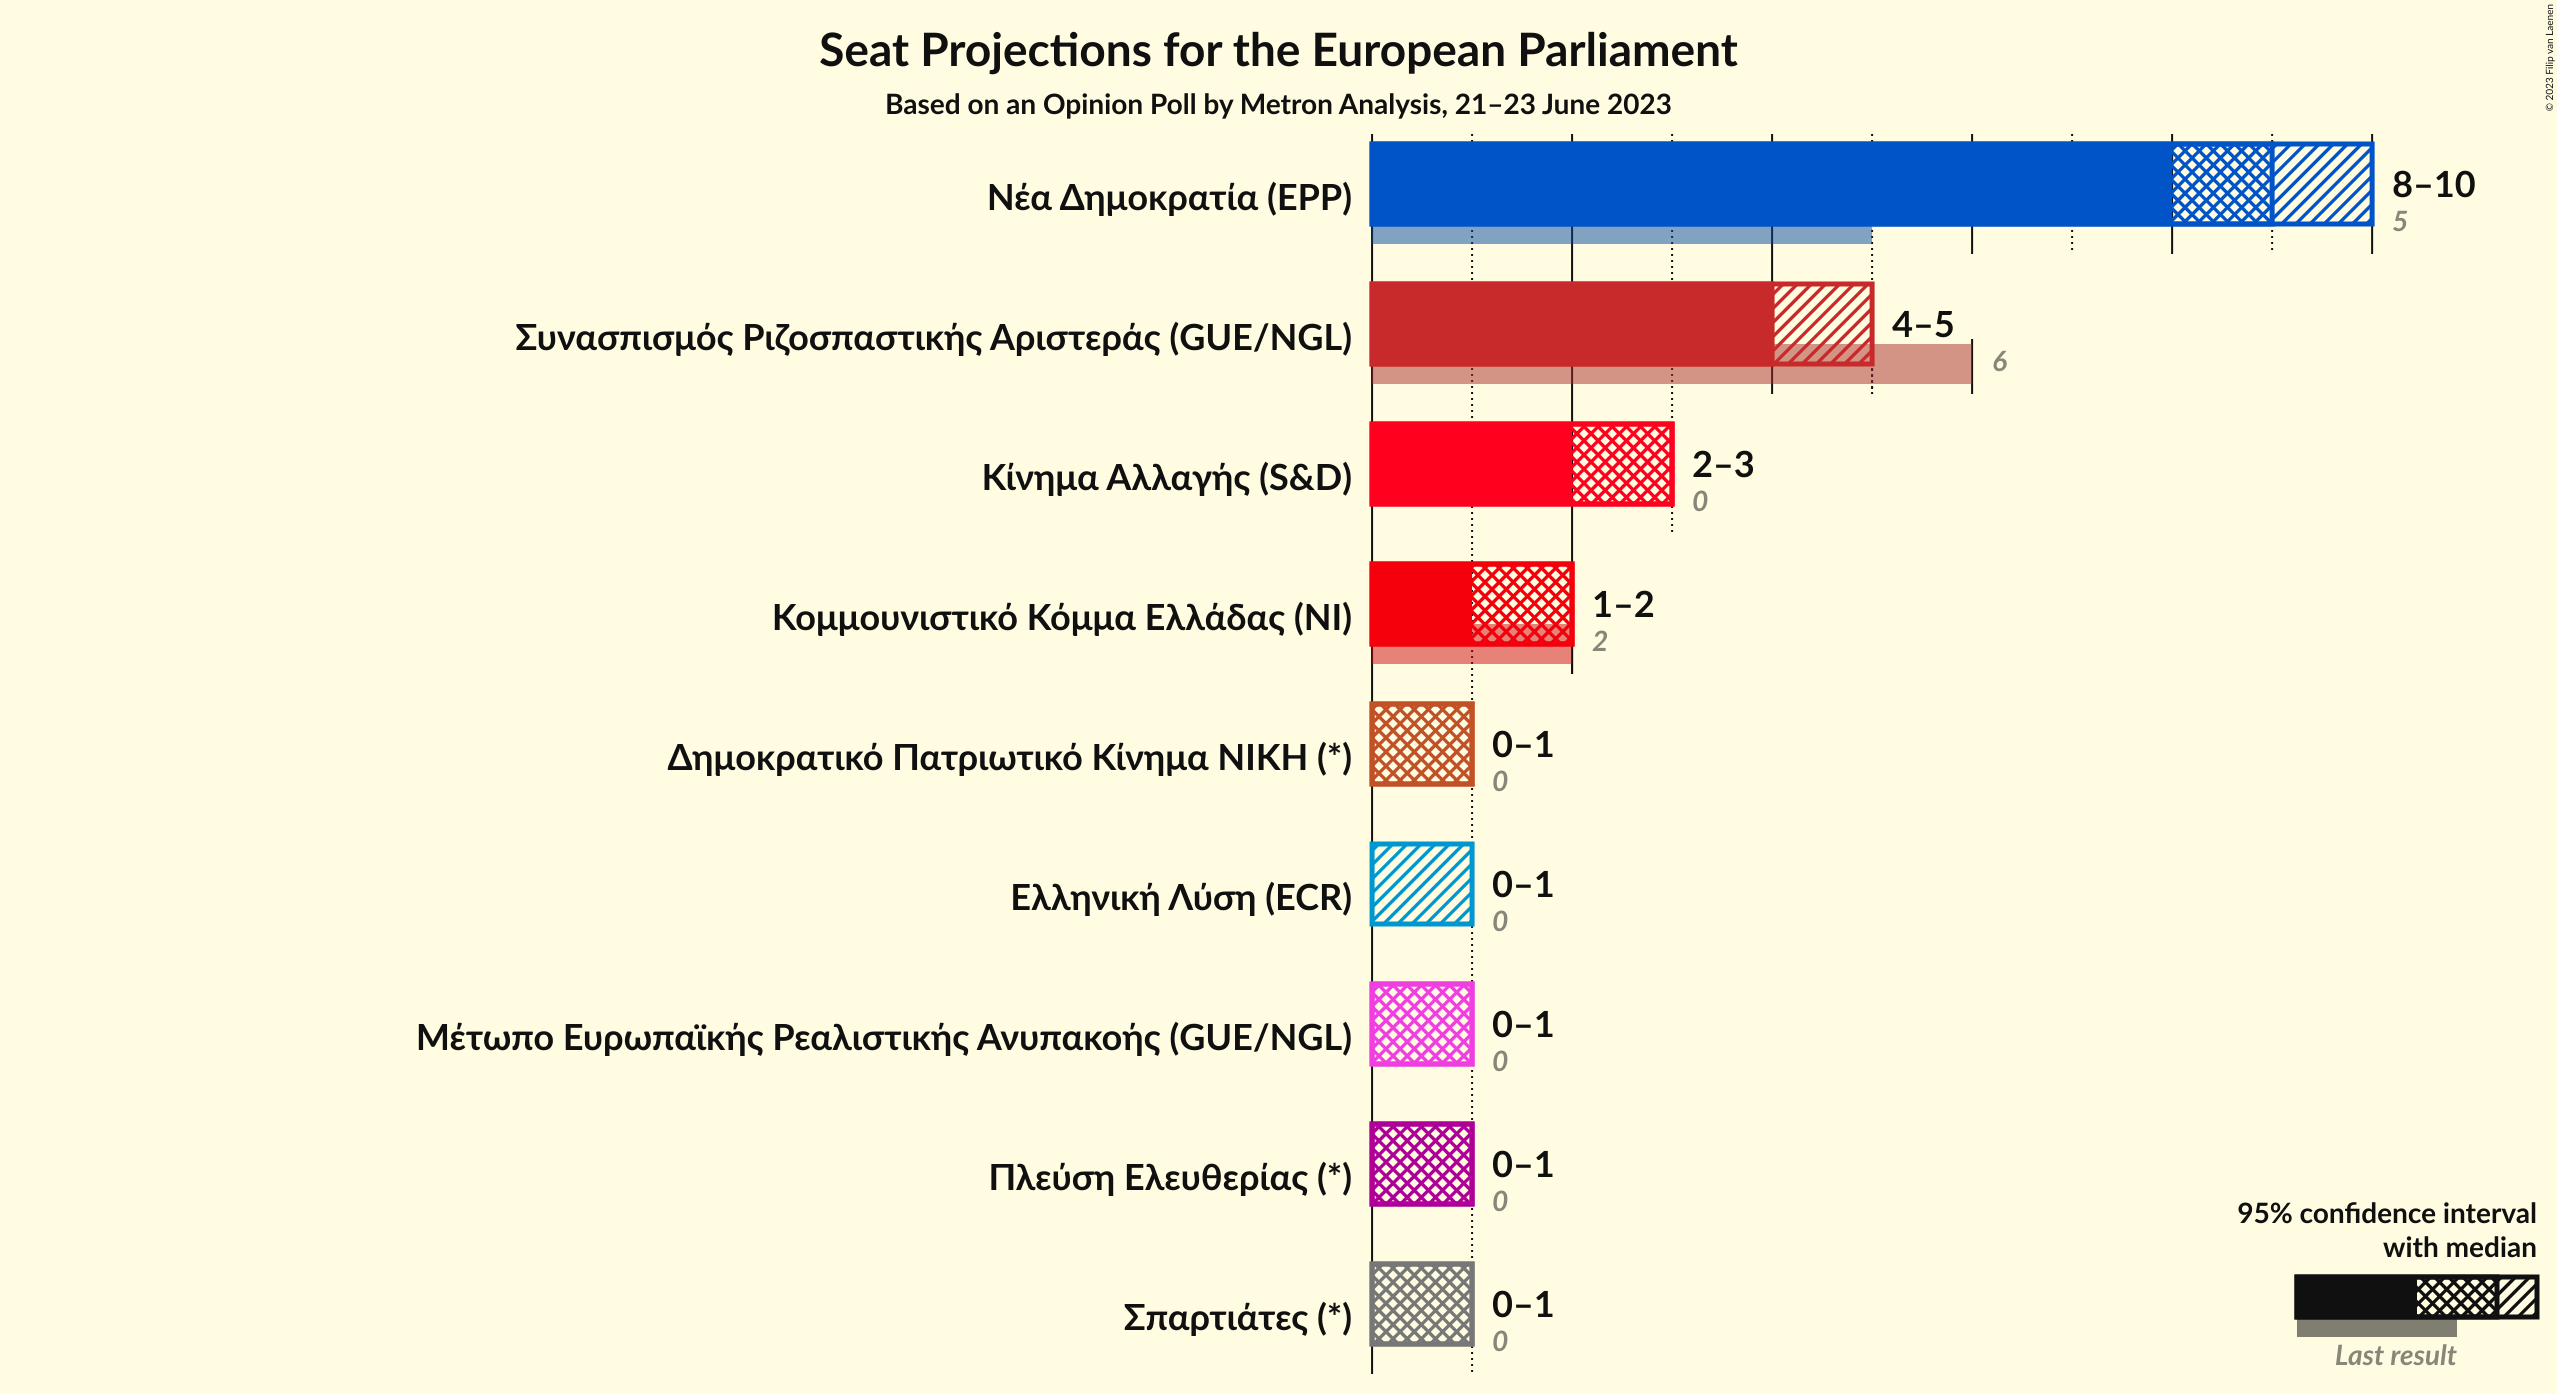 Seat Projections for the European Parliament
Based on an Opinion Poll by Metron Analysis, 21–23 June 2023
© 2023 Filip van Laenen
Νέα Δημοκρατία (EPP)
8–10
5
Συνασπισμός Ριζοσπαστικής Αριστεράς (GUE/NGL)
4–5
6
Κίνημα Αλλαγής (S&D)
2–3
0
Κομμουνιστικό Κόμμα Ελλάδας (NI)
1–2
2
Δημοκρατικό Πατριωτικό Κίνημα ΝΙΚΗ (*)
0–1
0
Ελληνική Λύση (ECR)
0–1
0
Μέτωπο Ευρωπαϊκής Ρεαλιστικής Ανυπακοής (GUE/NGL)
0–1
0
Πλεύση Ελευθερίας (*)
0–1
0
Σπαρτιάτες (*)
0–1
0
95% confidence interval
with median
Last result